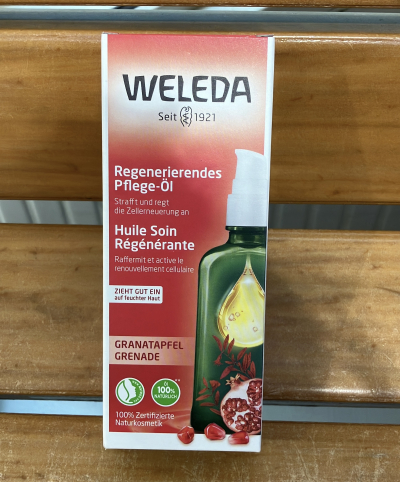 WELEDA
Seit 1921
Regenerierendes
Pflege-Öl
Strafft und regt
die Zellerneuerung an
Huile Soin
Régénérante
Raffermit et active le
renouvellement cellulaire
ZIEHT GUT EIN
auf feuchter Haut
GRANATAPFEL
GRENADE
ÖL
100%
NATÜRLICH
100% Zertifizierte
Naturkosmetik